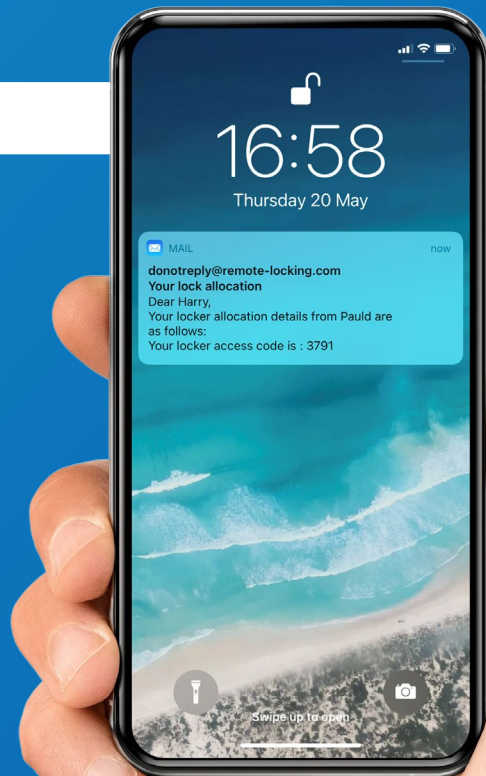 16:58
Thursday 20 May
MAIL now
donotreply@remote-locking.com
Your lock allocation
Dear Harry,
Your locker allocation details from Pauld are
as follows:
Your locker access code is : 3791
Swipe up to open